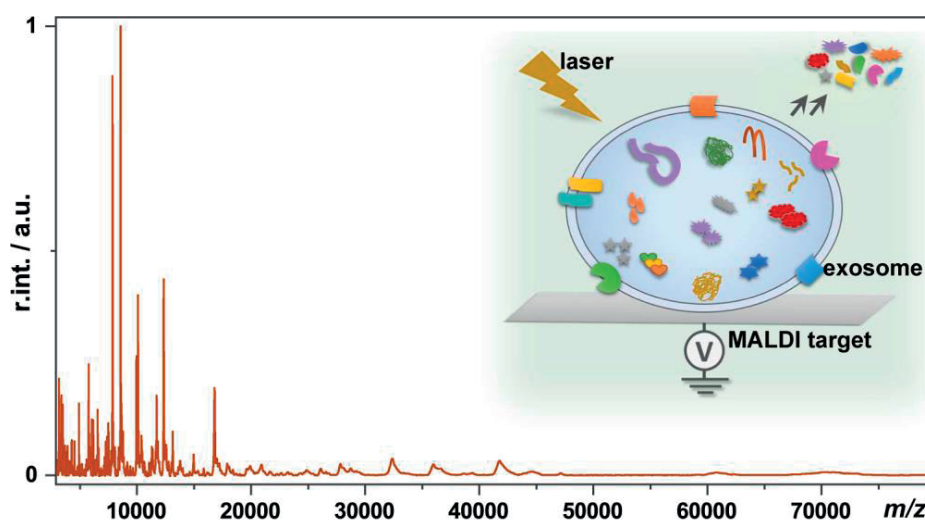 1
r.int. / a.u.
0
10000 20000 30000 40000 50000 60000 70000 m/z
laser
exosome
V
MALDI target